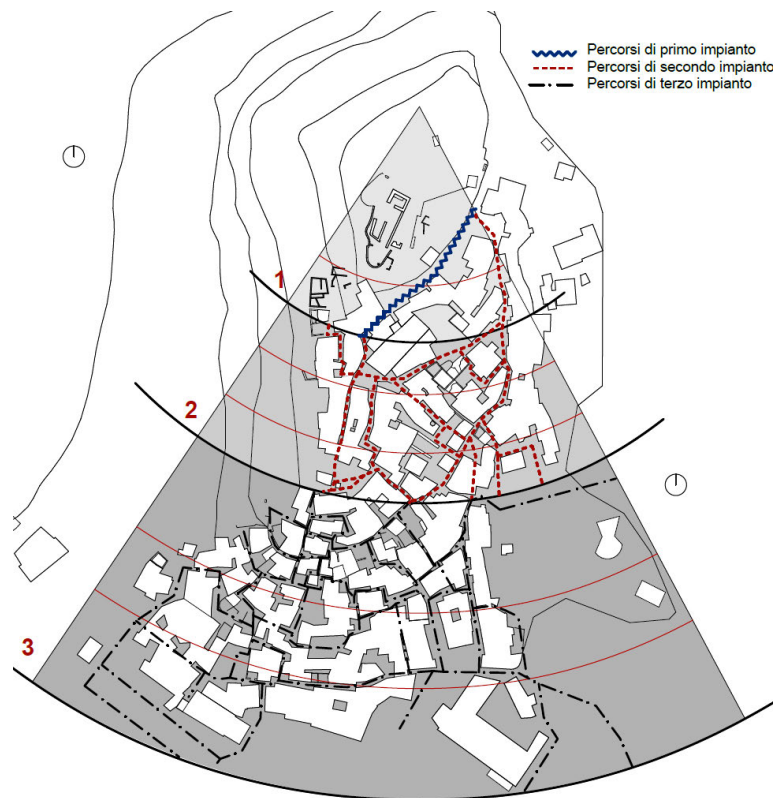 Percorsi di primo impianto
Percorsi di secondo impianto
Percorsi di terzo impianto
1
2
3